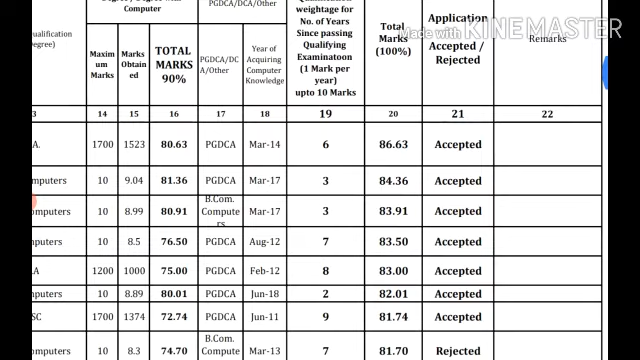 Computer
PGDCA/DCA/Other
Maxim um Marks
Marks Obtain ed
TOTAL MARKS 90%
PGDCA/DC A/Other
Year of Acquiring Computer Knowledge
weightage for No. of Years Since passing Qualifying Examinatoon (1 Mark per year) upto 10 Marks
Total Marks (100%)
Application Accepted / Rejected
Remarks
Made with KINEMASTER
3 14 15 16 17 18 19 20 21 22
A. 1700 1523 80.63 PGDCA Mar-14 6 86.63 Accepted
mputers 10 9.04 81.36 PGDCA Mar-17 3 84.36 Accepted
omputers 10 8.99 80.91 B.Com. Compute rs Mar-17 3 83.91 Accepted
nputers 10 8.5 76.50 PGDCA Aug-12 7 83.50 Accepted
A 1200 1000 75.00 PGDCA Feb-12 8 83.00 Accepted
nputers 10 8.89 80.01 PGDCA Jun-18 2 82.01 Accepted
SC 1700 1374 72.74 PGDCA Jun-11 9 81.74 Accepted
omputers 10 8.3 74.70 B.Com. Compute Mar-13 7 81.70 Rejected